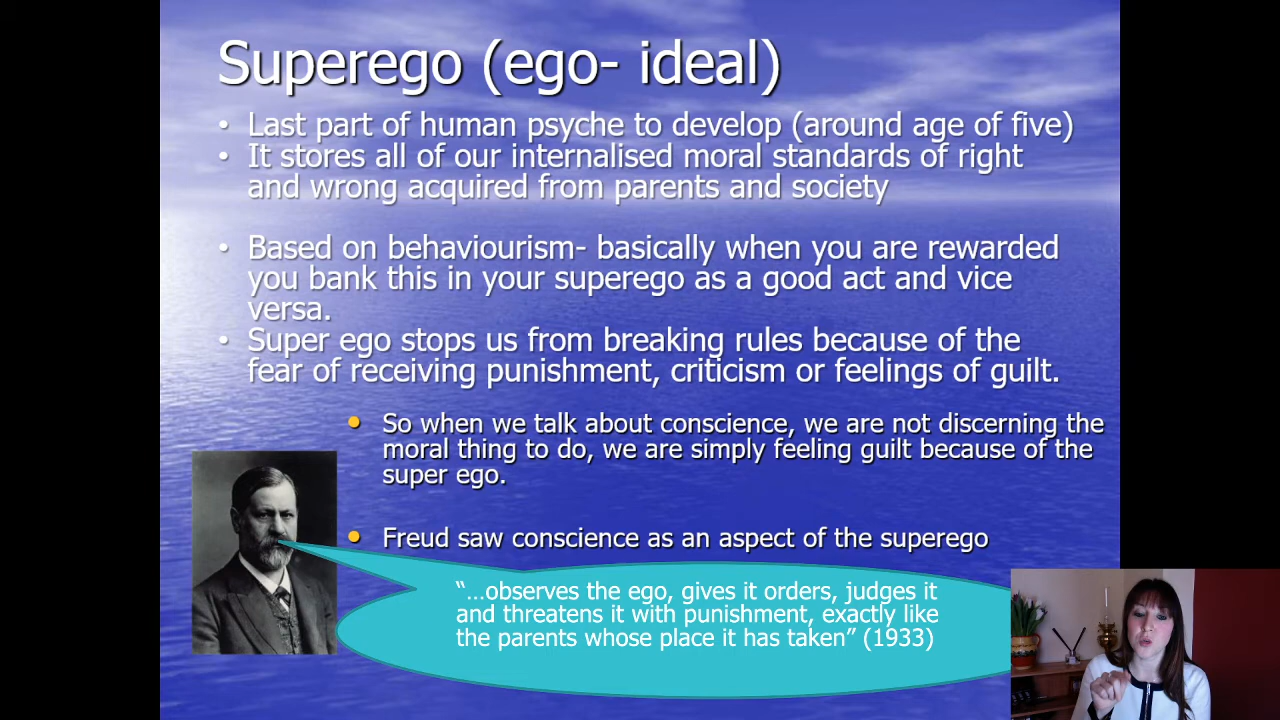 Superego (ego- ideal)
• Last part of human psyche to develop (around age of five)
• It stores all of our internalised moral standards of right
and wrong acquired from parents and society
• Based on behaviourism- basically when you are rewarded
you bank this in your superego as a good act and vice
versa.
• Super ego stops us from breaking rules because of the
fear of receiving punishment, criticism or feelings of guilt.
• So when we talk about conscience, we are not discerning the
moral thing to do, we are simply feeling guilt because of the
super ego.
• Freud saw conscience as an aspect of the superego
“…observes the ego, gives it orders, judges it
and threatens it with punishment, exactly like
the parents whose place it has taken” (1933)